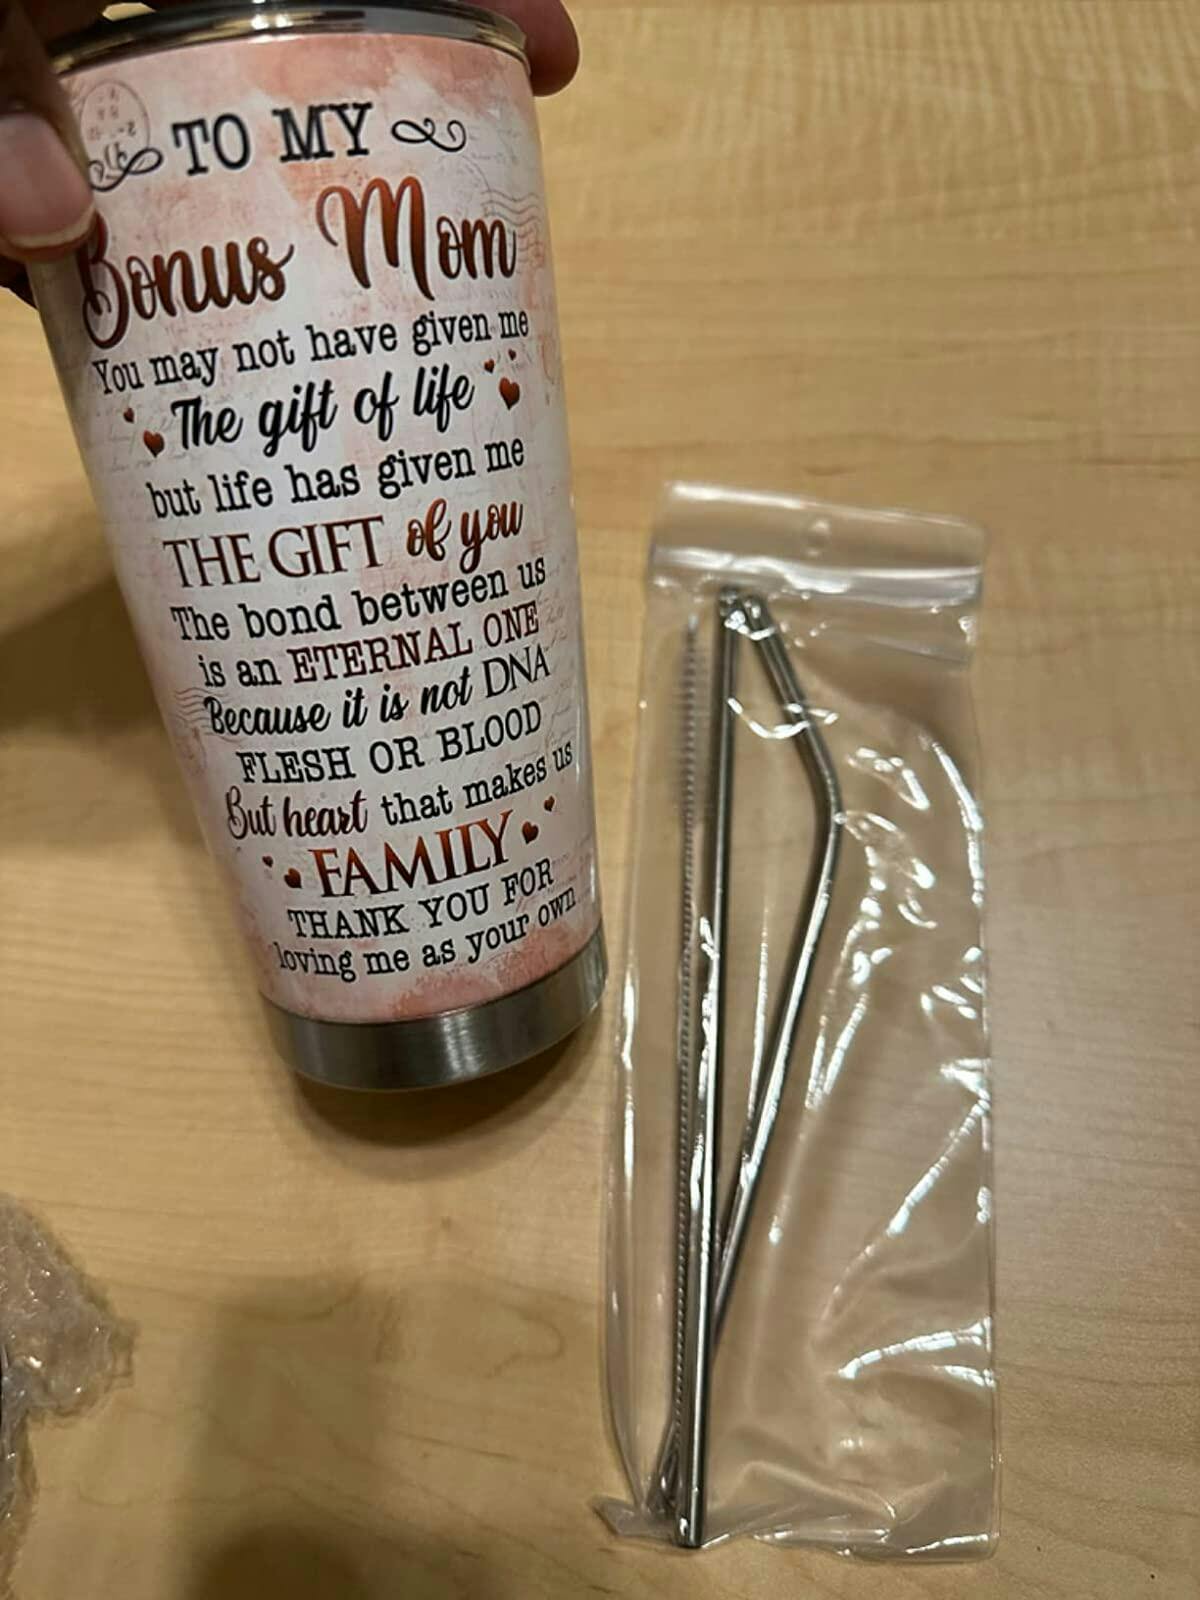 TO MY
Bonus Mom
You may not have given me
The gift of life
but life has given me
THE GIFT of you
The bond between us
is an ETERNAL ONE
Because it is not DNA
FLESH OR BLOOD
But heart that makes us
FAMILY
THANK YOU FOR
loving me as your own